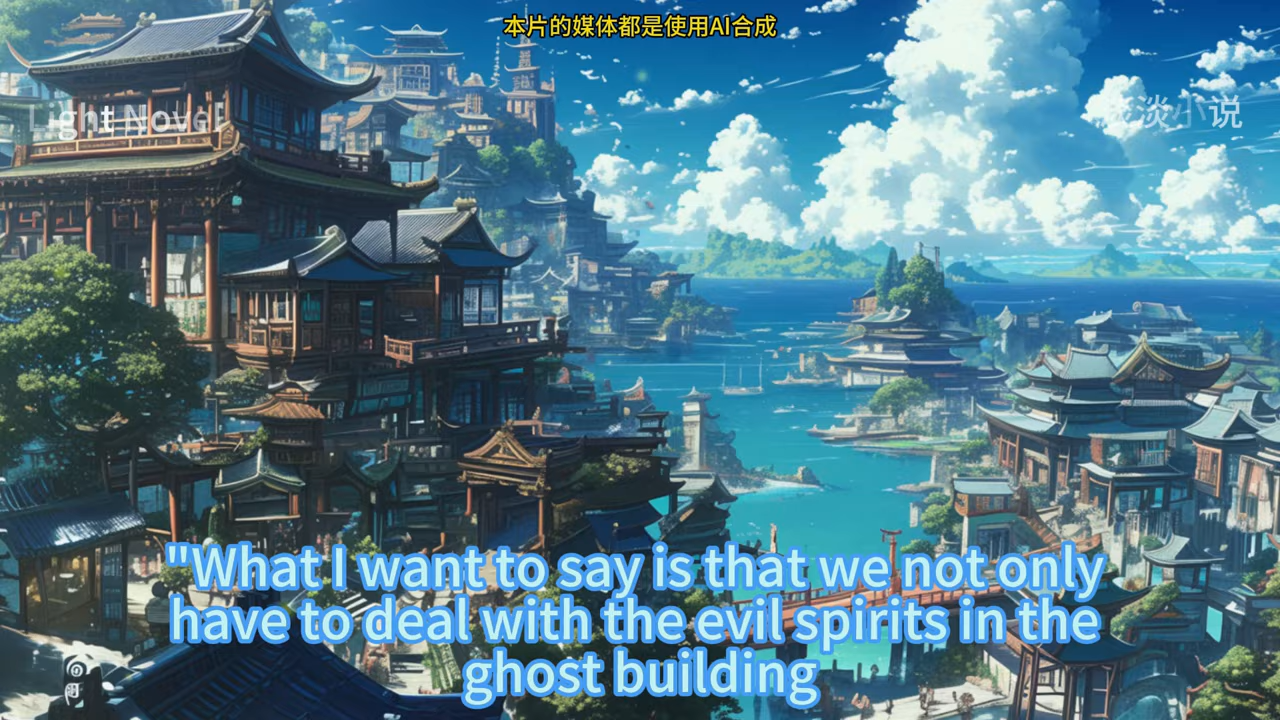 本片的媒体都是使用AI合成
Light Novel
淡小说
"What I want to say is that we not only
have to deal with the evil spirits in the
ghost building